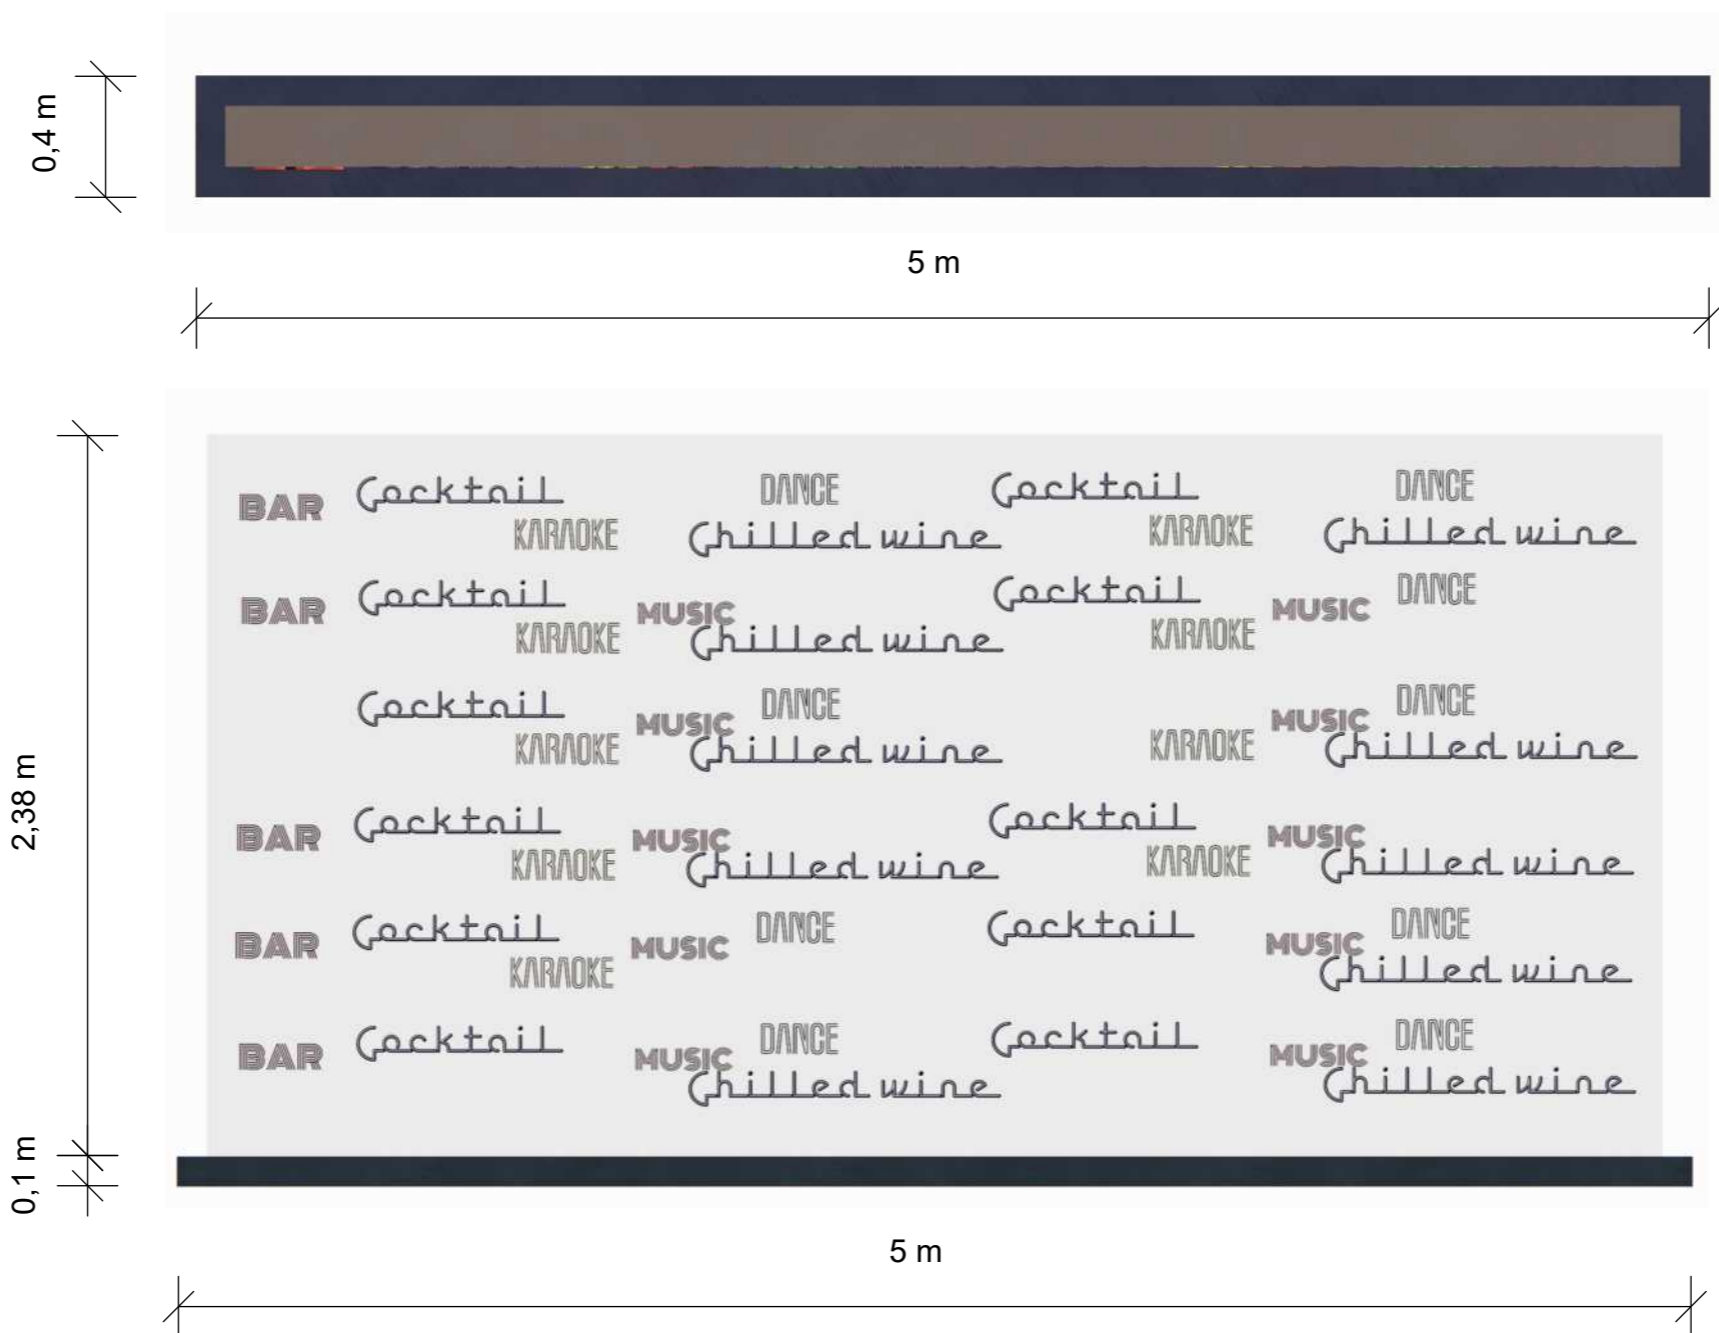 0,4 m
5 m
BAR Cocktail DANCE Cocktail DANCE
KARAOKE Chilled wine KARAOKE Chilled wine
BAR Cocktail MUSIC Cocktail MUSIC DANCE
KARAOKE Chilled wine KARAOKE
Cocktail MUSIC DANCE MUSIC DANCE
KARAOKE Chilled wine KARAOKE Chilled wine
2,38 m
BAR Cocktail MUSIC Cocktail MUSIC
KARAOKE Chilled wine KARAOKE Chilled wine
BAR Cocktail MUSIC DANCE Cocktail MUSIC DANCE
KARAOKE Chilled wine
BAR Cocktail MUSIC DANCE Cocktail MUSIC DANCE
Chilled wine Chilled wine
0,1 m
5 m